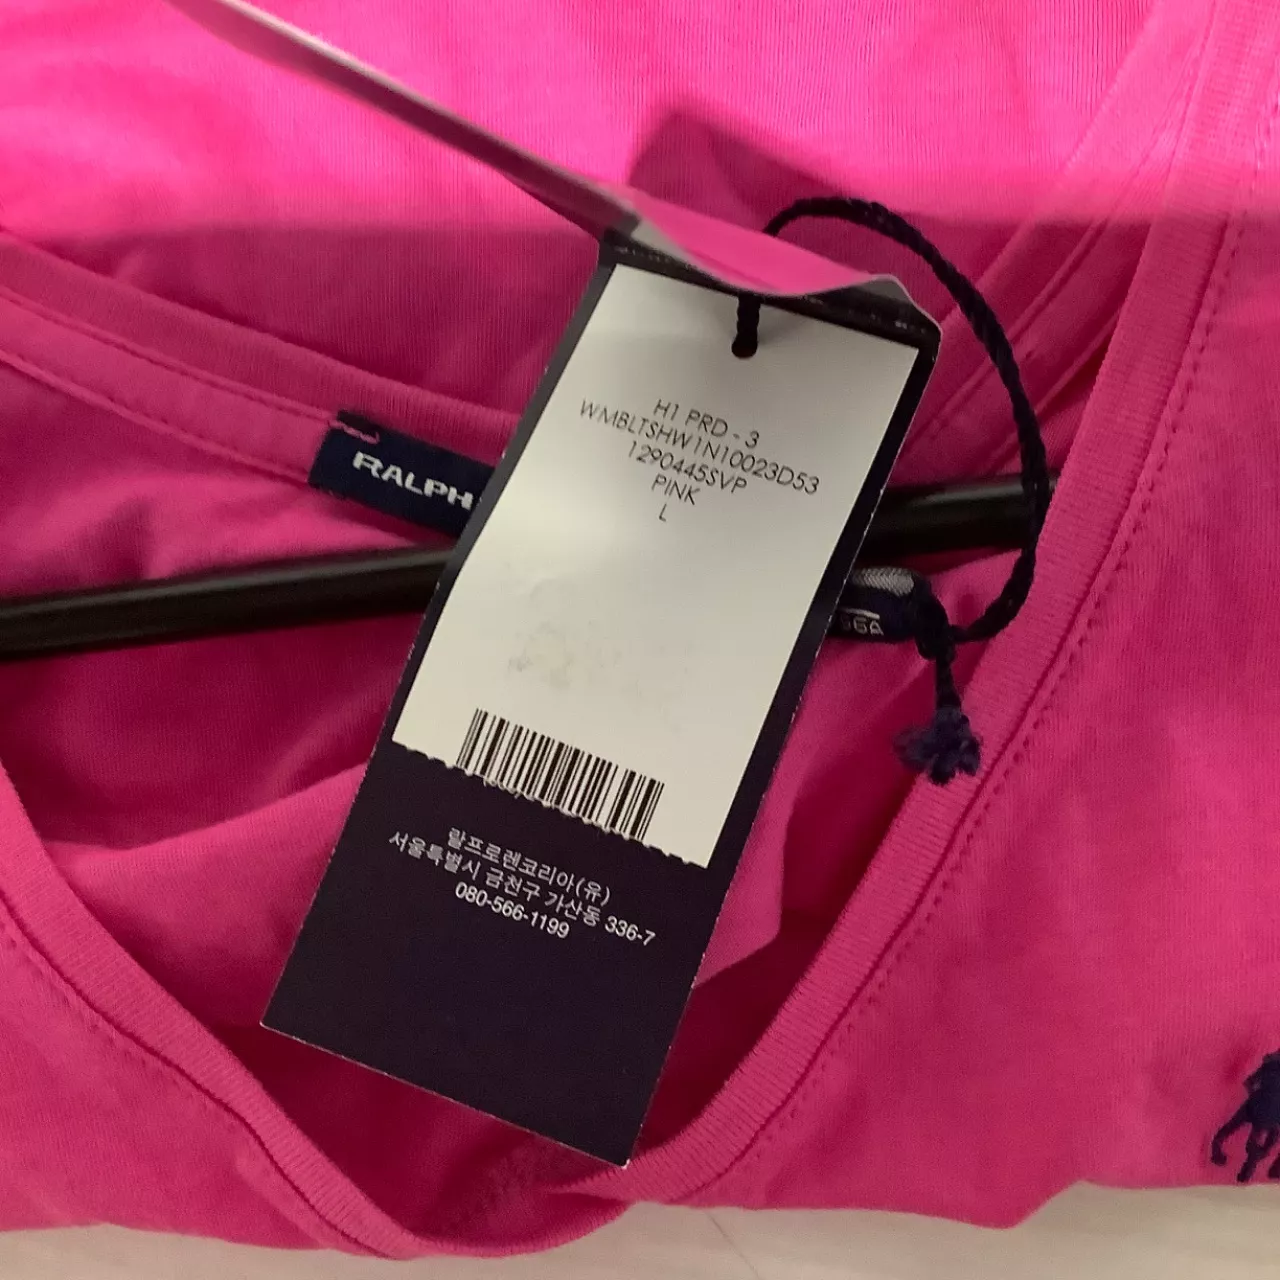 RALPH
H1 PRD - 3
WMBLTSHW1N10023D53
1290445SVP
PINK
L
랄프로렌코리아(유)
서울특별시 금천구 가산동 336-7
080-566-1199